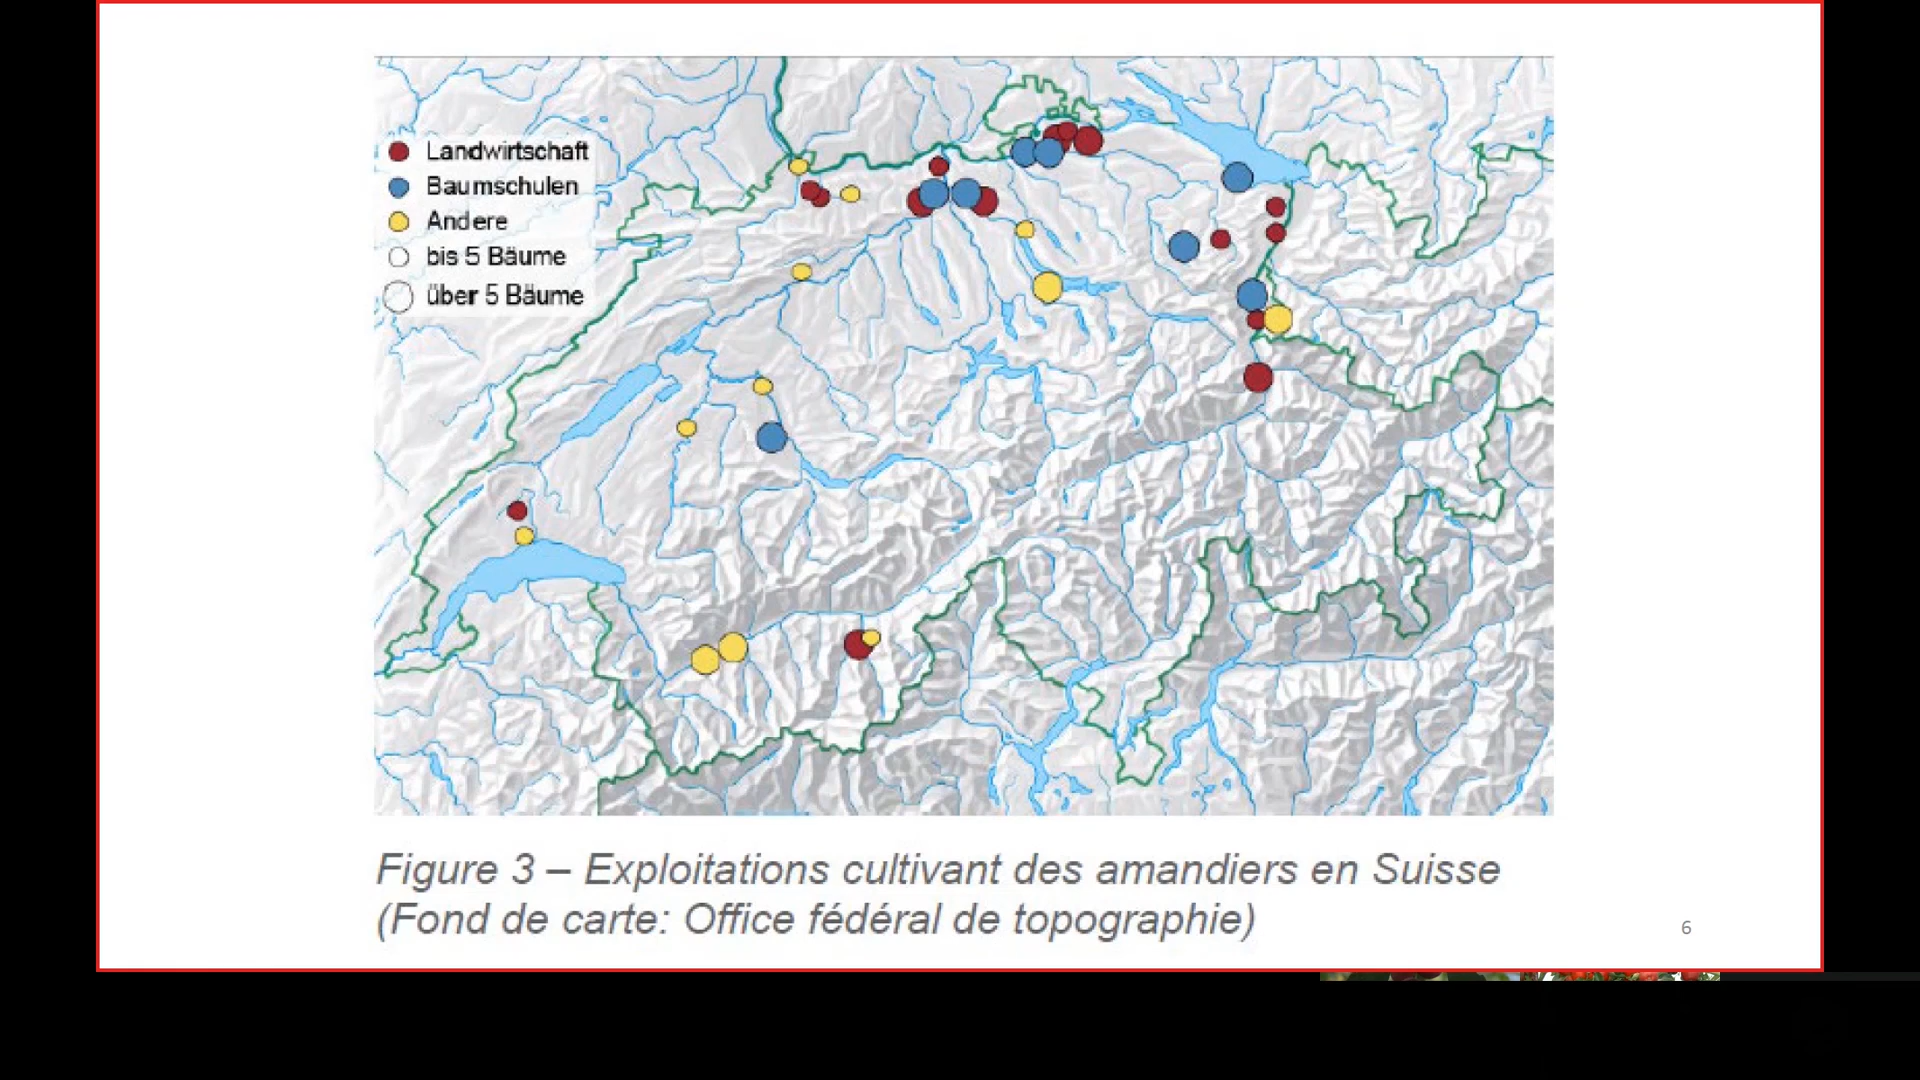 Landwirtschaft
Baumschulen
Andere
bis 5 Bäume
über 5 Bäume
Figure 3 – Exploitations cultivant des amandiers en Suisse
(Fond de carte: Office fédéral de topographie)
6